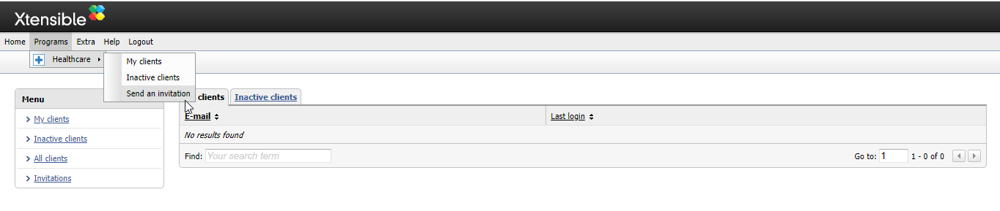 Xtensible
Home Programs Extra Help Logout
Healthcare
My clients
Inactive clients
Send an invitation
Menu
My clients
Inactive clients
All clients
Invitations
clients Inactive clients
E-mail Last login
No results found
Find: Your search term Go to: 1 1 - 0 of 0